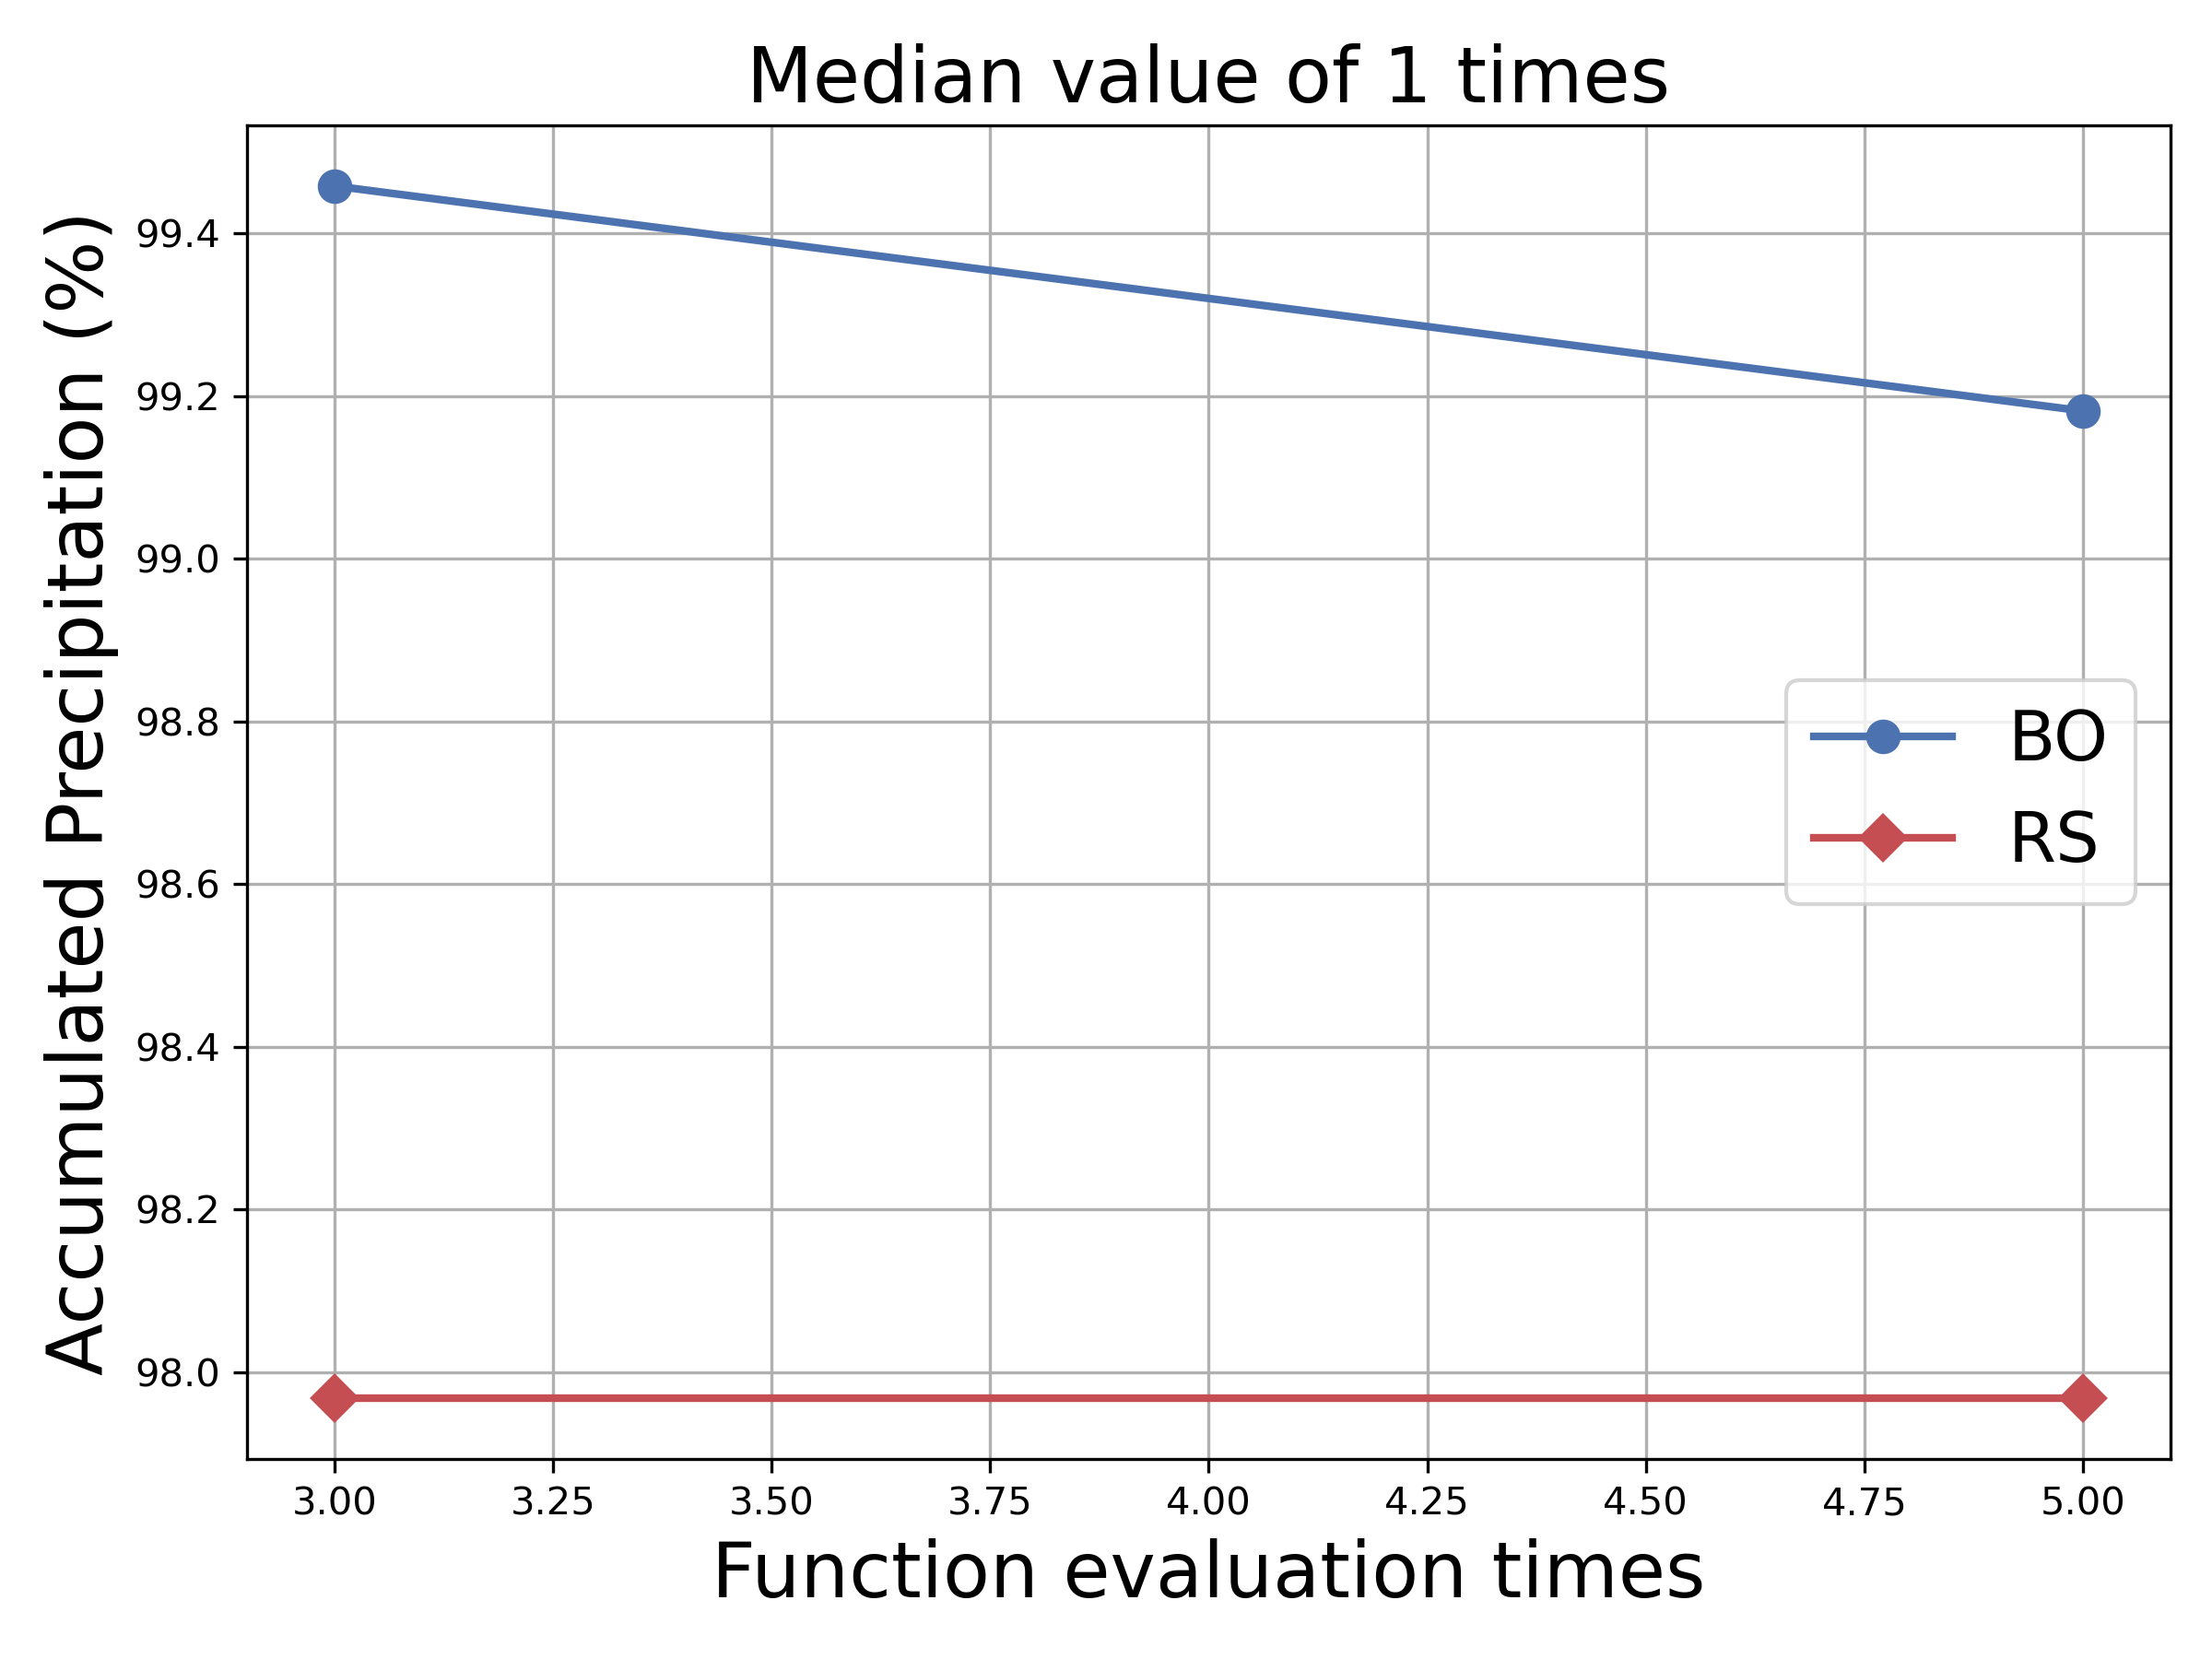 Median value of 1 times
Accumulated Precipitation (%)
99.4
99.2
99.0
98.8
98.6
98.4
98.2
98.0
BO
RS
3.00 3.25 3.50 3.75 4.00 4.25 4.50 4.75 5.00
Function evaluation times